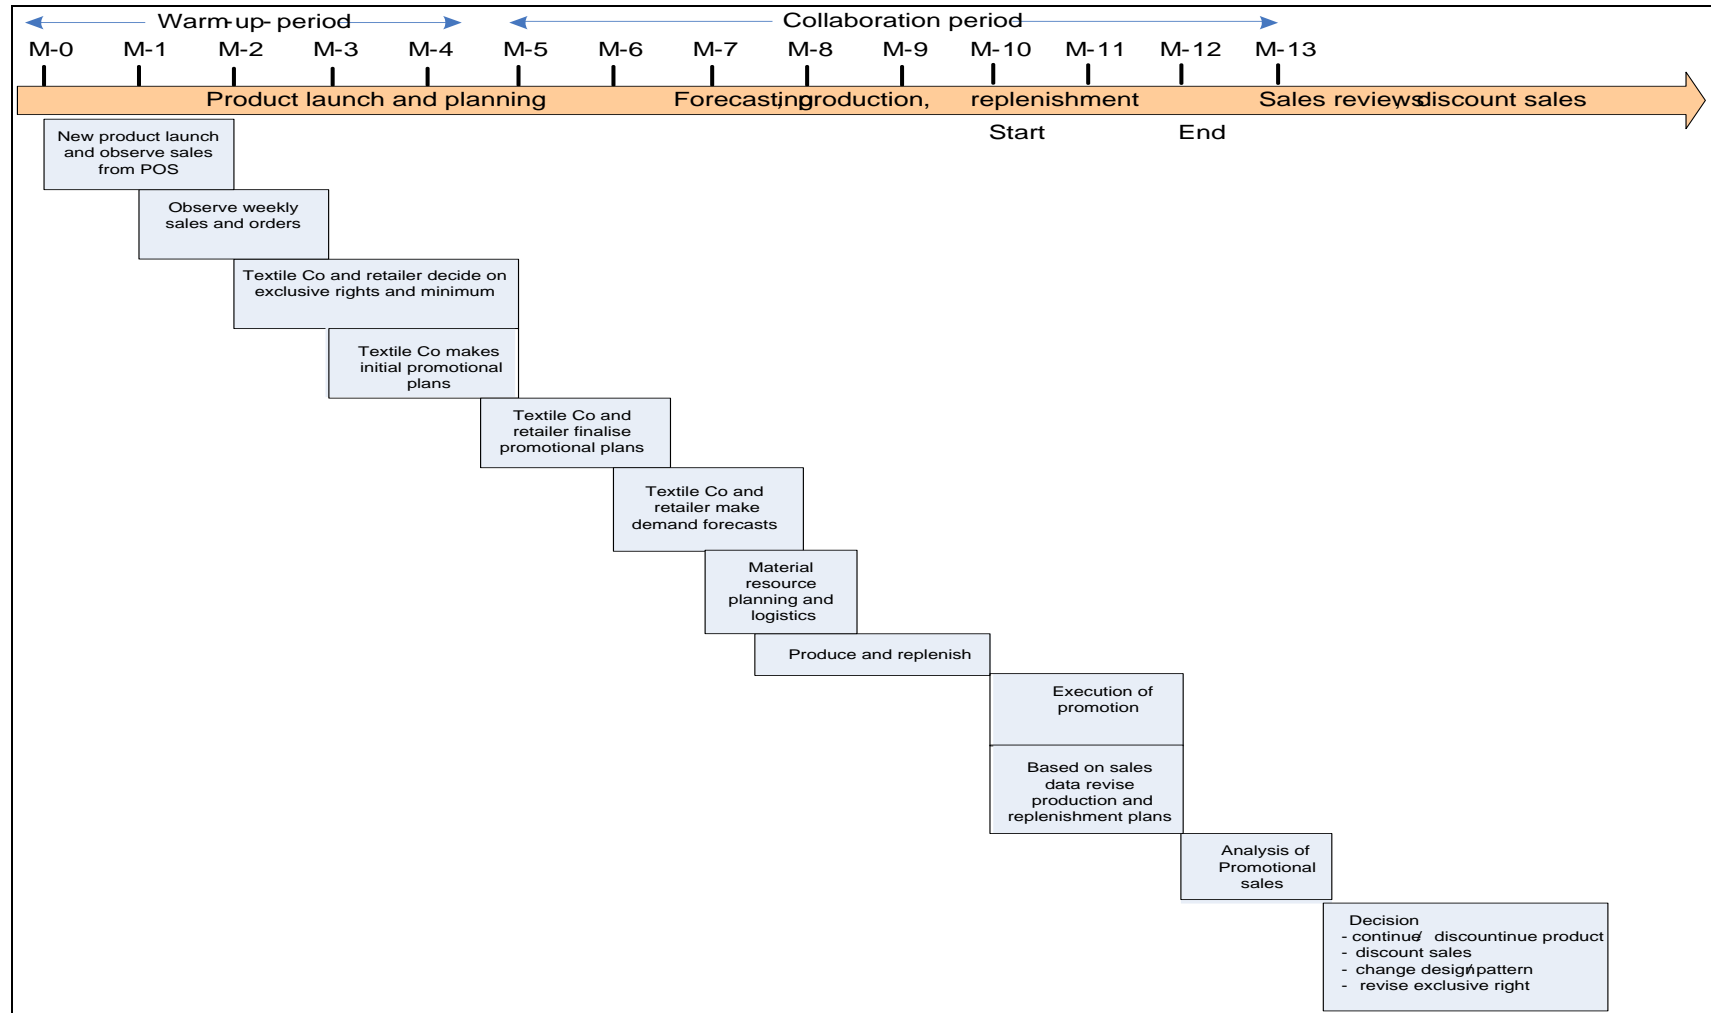 Warm-up- period
Collaboration period
M-0 M-1 M-2 M-3 M-4 M-5 M-6 M-7 M-8 M-9 M-10 M-11 M-12 M-13
Product launch and planning Forecasting, production, replenishment Sales reviews, discount sales
Start End
New product launch
and observe sales
from POS
Observe weekly
sales and orders
Textile Co and retailer decide on
exclusive rights and minimum
Textile Co makes
initial promotional
plans
Textile Co and
retailer finalise
promotional plans
Textile Co and
retailer make
demand forecasts
Material
resource
planning and
logistics
Produce and replenish
Execution of
promotion
Based on sales
data revise
production and
replenishment plans
Analysis of
Promotional
sales
Decision
- continue/ discountinue product
- discount sales
- change design/pattern
- revise exclusive right